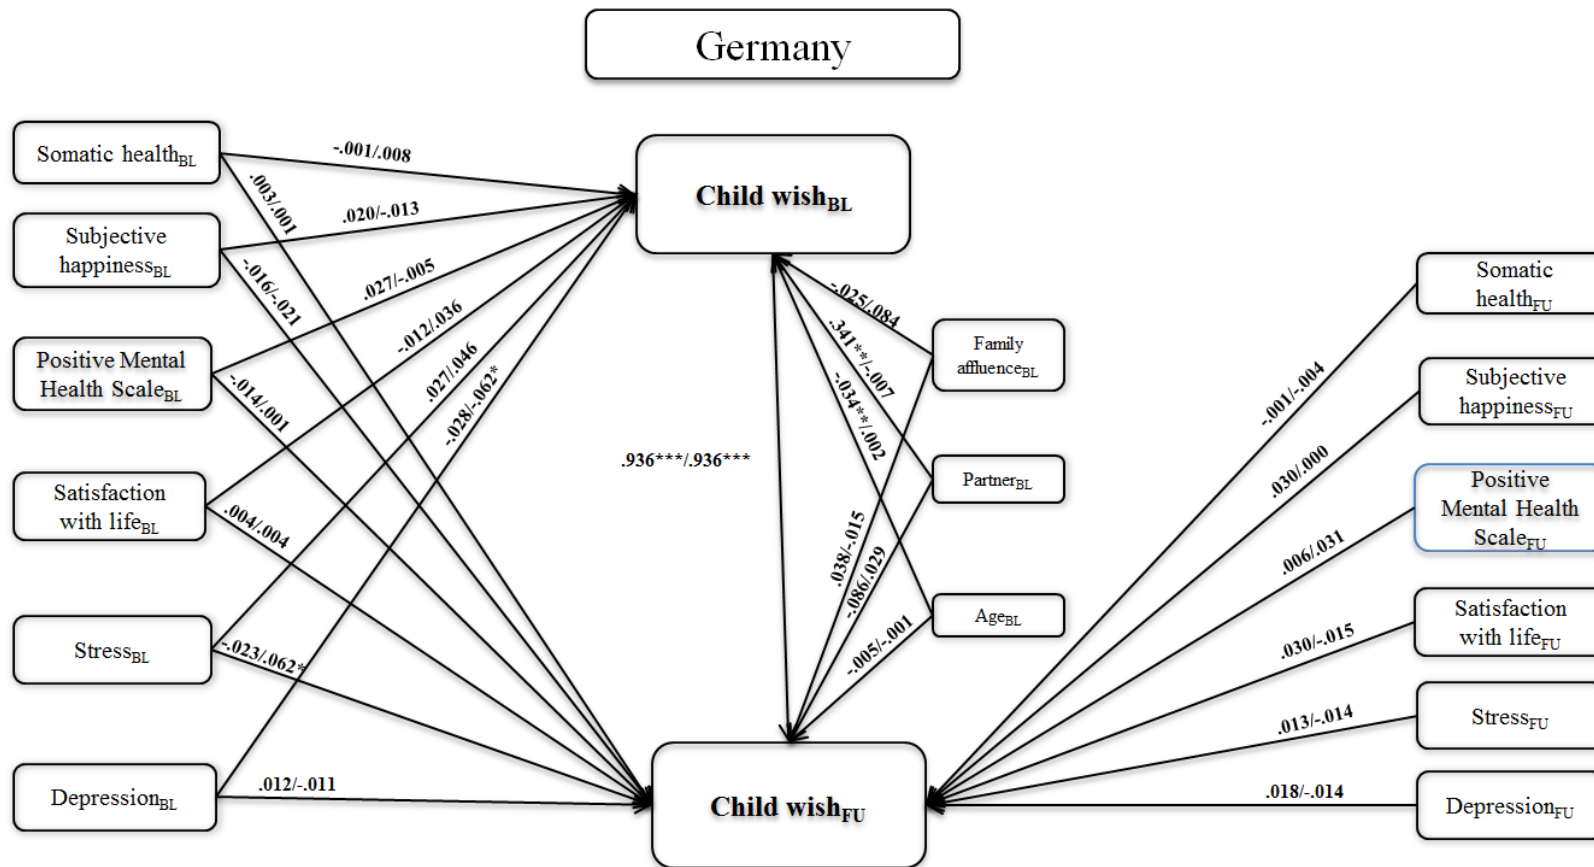 Germany
Somatic healthBL
Subjective
happinessBL
Positive Mental
Health ScaleBL
Satisfaction
with lifeBL
StressBL
DepressionBL
-.001/.008
.003/.001
.020/-.013
-.016/-.021
.027/-.005
-.014/.001
-.012/.036
.004/.004
.027/.046
-.023/.062*
-.028/-.062*
.012/-.011
Child wishBL
.936***/.936***
Child wishFU
-.025/.084
.341**/-.007
-.034**/.002
.038/-.015
-.086/.029
-.005/-.001
Family
affluenceBL
PartnerBL
AgeBL
-.001/-.004
.030/.000
.006/.031
.030/-.015
.013/-.014
.018/-.014
Somatic
healthFU
Subjective
happinessFU
Positive
Mental Health
ScaleFU
Satisfaction
with lifeFU
StressFU
DepressionFU